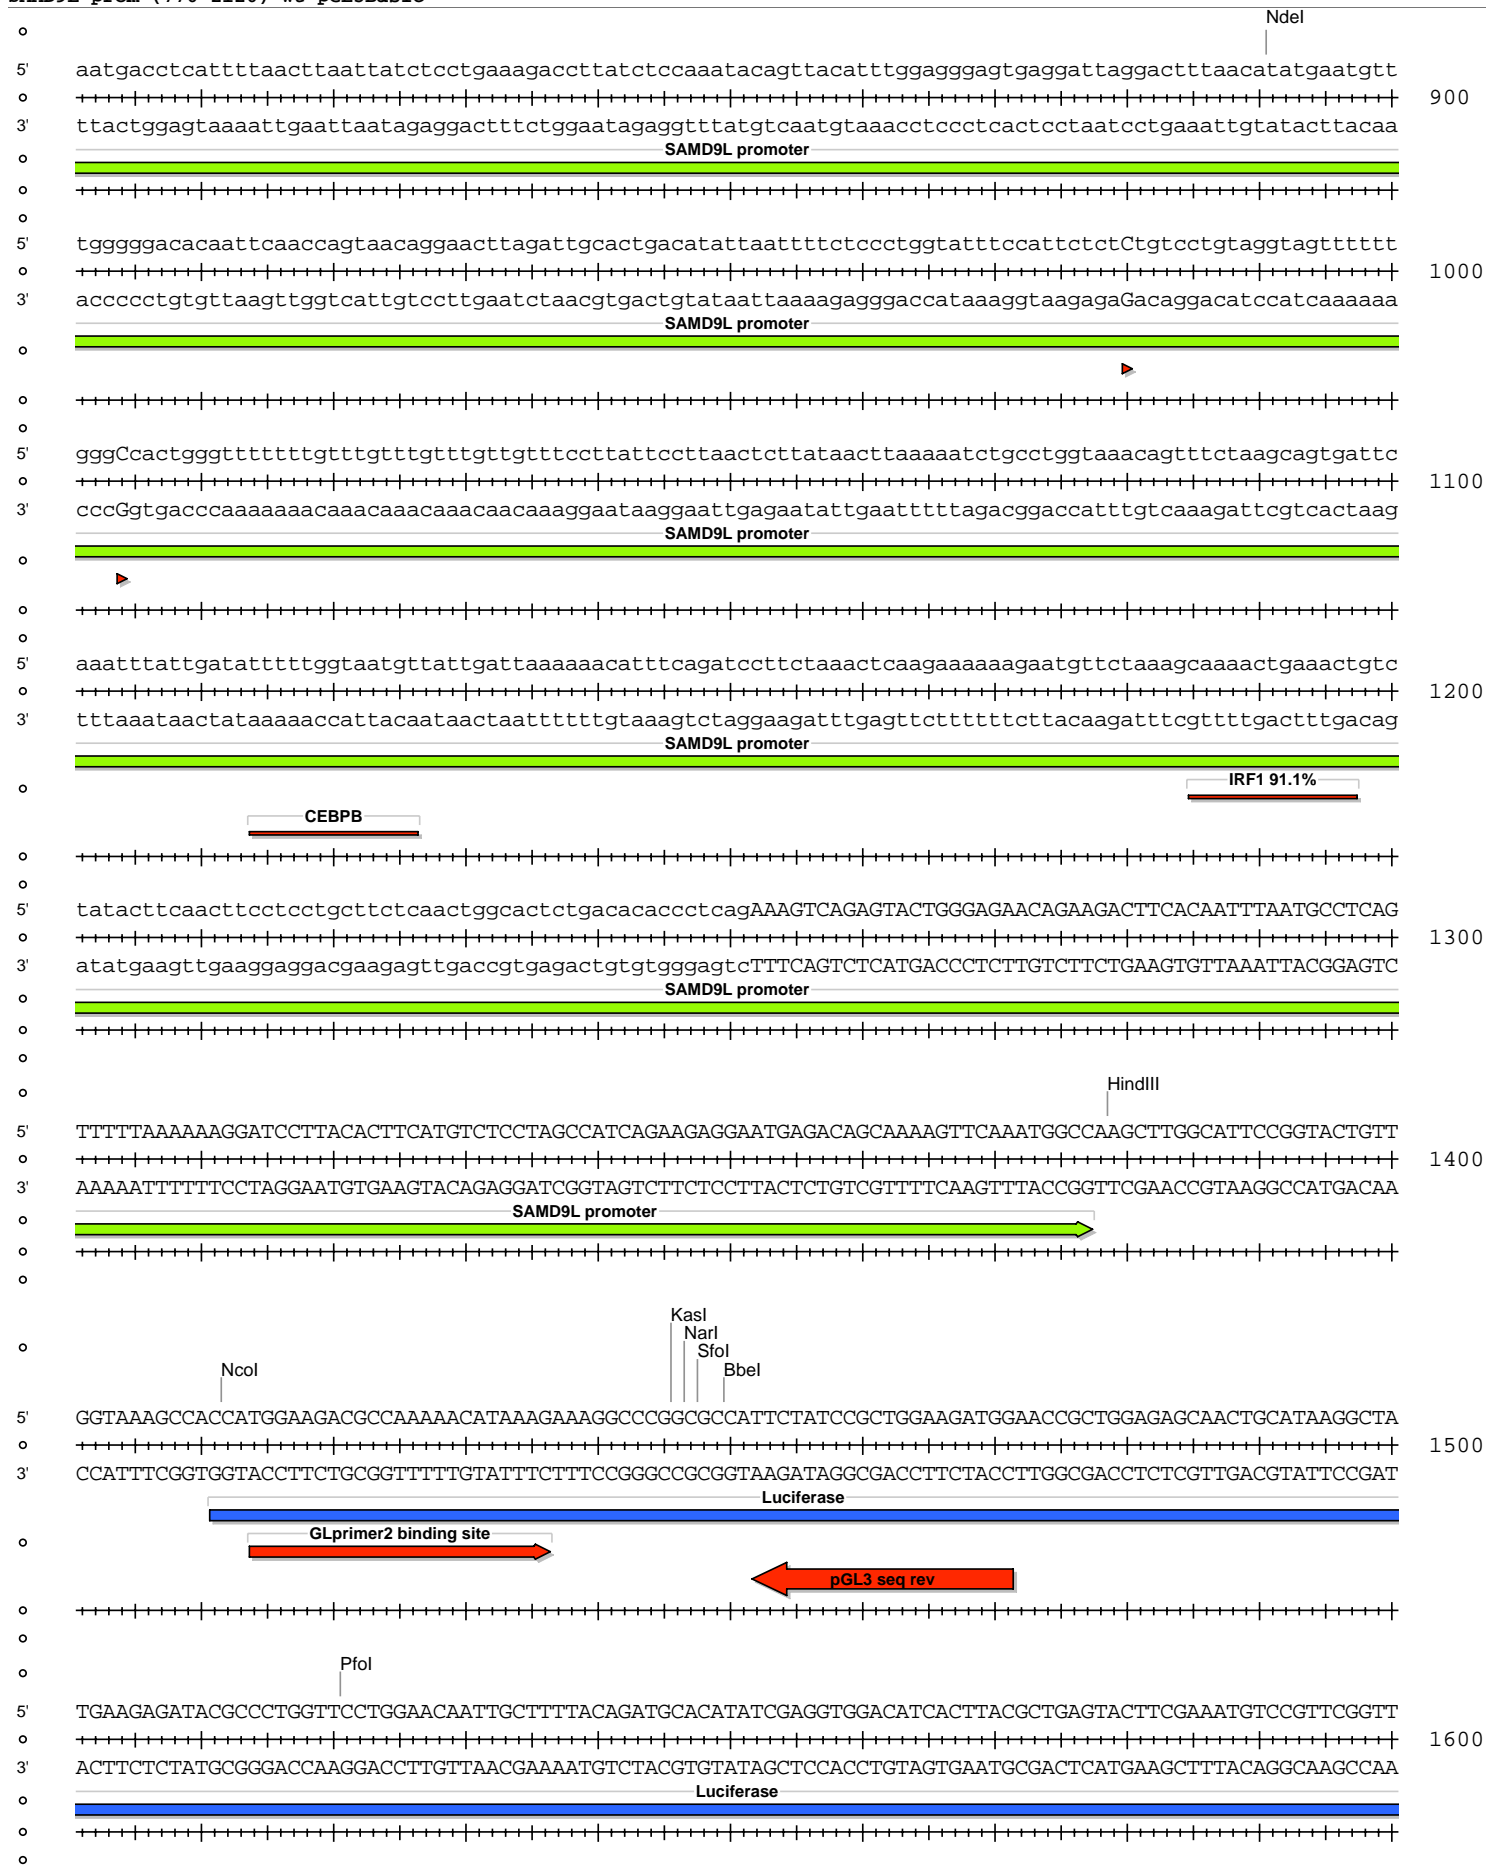 NdeI
5' aatgacctcattttaacttaattatctcctgaaagaccttatctccaaatacagttacatttggagggagtgaggattaggactttaacatatgaatgtt
900
3' ttactggagtaaaattgaattaatagaggactttctggaatagaggtttatgtcaatgtaaacctccctcactcctaatcctgaaattgtatacttacaa
SAMD9L promoter
5' tgggggacacaattcaaccagtaacaggaacttagattgcactgacatattaattttctccctggtatttccattctctCtgtcctgtaggtagtttttt
1000
3' accccctgtgttaagttggtcattgtccttgaatctaacgtgactgtataattaaaagagggaccataaaggtaagagaGacaggacatccatcaaaaaa
SAMD9L promoter
5' gggCcactgggtttttttgtttgtttgtttgttgtttccttattccttaactcttataacttaaaaatctgcctggtaaacagtttctaagcagtgattc
1100
3' cccGgtgacccaaaaaaacaaacaaacaaacaacaaaggaataaggaattgagaatattgaatttttagacggaccatttgtcaaagattcgtcactaag
SAMD9L promoter
5' aaatttattgatatttttggtaatgttattgattaaaaaacatttcagatccttctaaactcaagaaaaaagaatgttctaaagcaaaactgaaactgtc
1200
3' tttaaataactataaaaaccattacaataactaattttttgtaaagtctaggaagatttgagttcttttttcttacaagatttcgttttgactttgacag
SAMD9L promoter
IRF1 91.1%
CEBPB
5' tatacttcaacttcctcctgcttctcaactggcactctgacacaccctcagAAAGTCAGAGTACTGGGAGAACAGAAGACTTCACAATTTAATGCCTCAG
1300
3' atatgaagttgaaggaggacgaagagttgaccgtgagactgtgtgggagtcTTTCAGTCTCATGACCCTCTTGTCTTCTGAAGTGTTAAATTACGGAGTC
SAMD9L promoter
HindIII
5' TTTTTAAAAAAGGATCCTTACACTTCATGTCTCCTAGCCATCAGAAGAGGAATGAGACAGCAAAAGTTCAAATGGCCAAGCTTGGCATTCCGGTACTGTT
1400
3' AAAAATTTTTTCCTAGGAATGTGAAGTACAGAGGATCGGTAGTCTTCTCCTTACTCTGTCGTTTTCAAGTTTACCGGTTCGAACCGTAAGGCCATGACAA
SAMD9L promoter
KasI
NarI
SfoI
NcoI BbeI
5' GGTAAAGCCACCATGGAAGACGCCAAAAACATAAAGAAAGGCCCGGCGCCATTCTATCCGCTGGAAGATGGAACCGCTGGAGAGCAACTGCATAAGGCTA
1500
3' CCATTTCGGTGGTACCTTCTGCGGTTTTTGTATTTCTTTCCGGGCCGCGGTAAGATAGGCGACCTTCTACCTTGGCGACCTCTCGTTGACGTATTCCGAT
Luciferase
GLprimer2 binding site
pGL3 seq rev
PfoI
5' TGAAGAGATACGCCCTGGTTCCTGGAACAATTGCTTTTACAGATGCACATATCGAGGTGGACATCACTTACGCTGAGTACTTCGAAATGTCCGTTCGGTT
1600
3' ACTTCTCTATGCGGGACCAAGGACCTTGTTAACGAAAATGTCTACGTGTATAGCTCCACCTGTAGTGAATGCGACTCATGAAGCTTTACAGGCAAGCCAA
Luciferase